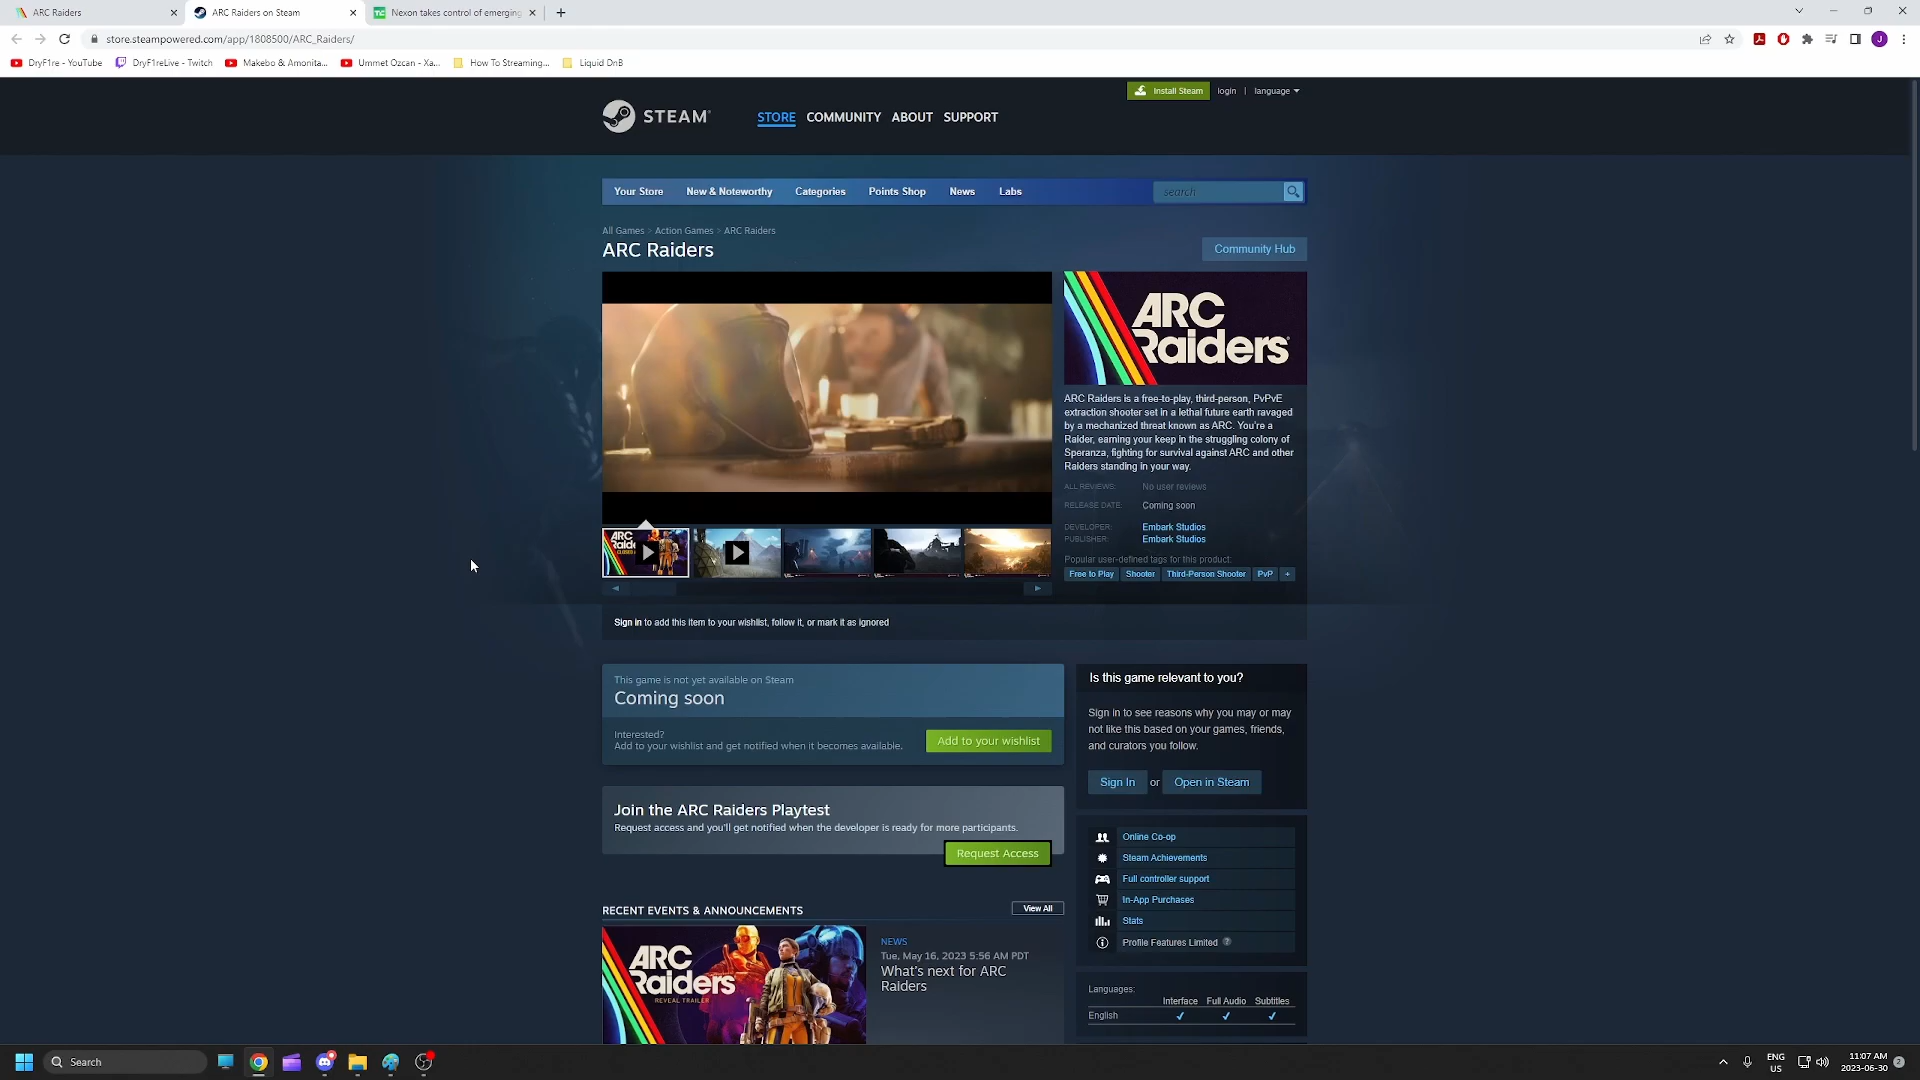 ARC Raiders
ARC Raiders on Steam
Nexon takes control of emerging
store.steampowered.com/app/1808500/ARC_Raiders/
DryF1re - YouTube
DryF1reLive - Twitch
Makebo & Amonita...
Ummet Ozcan - Xa...
How To Streaming...
Liquid DnB
Install Steam
login | language
STEAM
STORE COMMUNITY ABOUT SUPPORT
Your Store New & Noteworthy Categories Points Shop News Labs
search
All Games > Action Games > ARC Raiders
ARC Raiders
Community Hub
ARC
Raiders
ARC Raiders is a free-to-play, third-person, PvPvE
extraction shooter set in a lethal future earth ravaged
by a mechanized threat known as ARC. You're a
Raider, earning your keep in the struggling colony of
Speranza, fighting for survival against ARC and other
Raiders standing in your way.
ALL REVIEWS: No user reviews
RELEASE DATE: Coming soon
DEVELOPER: Embark Studios
PUBLISHER: Embark Studios
Popular user-defined tags for this product:
Free to Play Shooter Third-Person Shooter PvP +
Sign in to add this item to your wishlist, follow it, or mark it as ignored
This game is not yet available on Steam
Coming soon
Interested?
Add to your wishlist and get notified when it becomes available.
Add to your wishlist
Join the ARC Raiders Playtest
Request access and you'll get notified when the developer is ready for more participants.
Request Access
Is this game relevant to you?
Sign in to see reasons why you may or may
not like this based on your games, friends,
and curators you follow.
Sign In or Open in Steam
Online Co-op
Steam Achievements
Full controller support
In-App Purchases
Stats
Profile Features Limited ?
RECENT EVENTS & ANNOUNCEMENTS
View All
ARC
Raiders
REVEAL TRAILER
NEWS
Tue, May 16, 2023 5:56 AM PDT
What's next for ARC
Raiders
Languages:
Interface Full Audio Subtitles
English ✔ ✔ ✔
Search
ENG
US
11:07 AM
2023-06-30
2